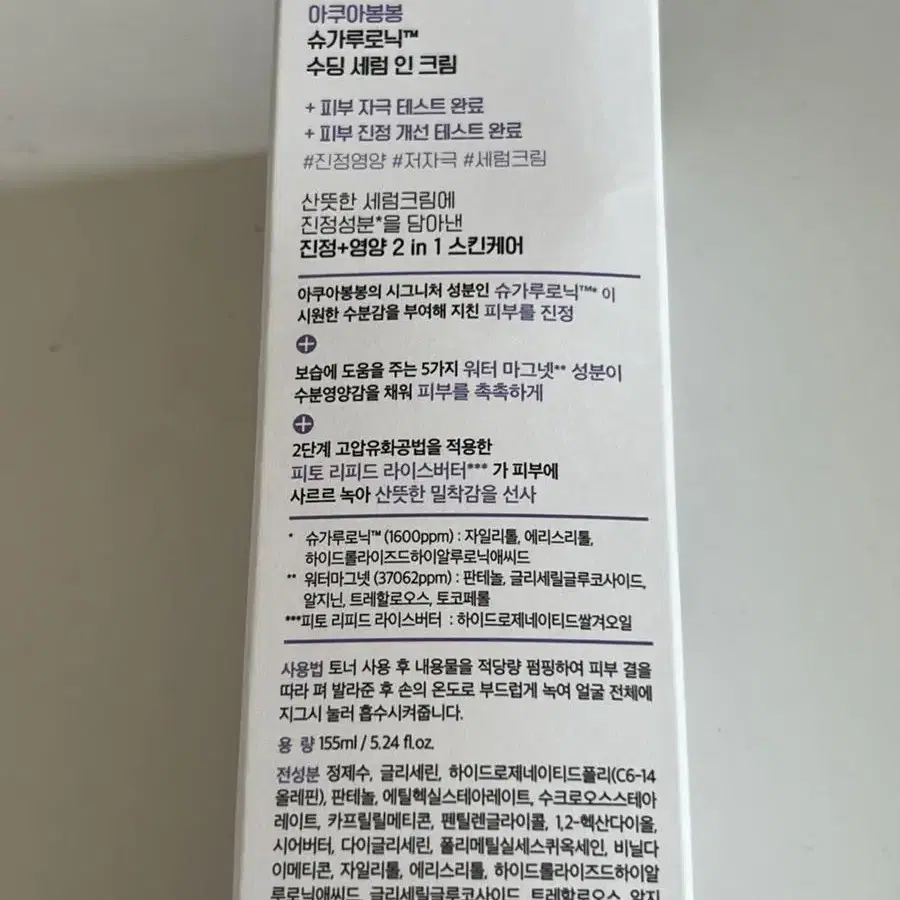 아쿠아봉봉
슈가루로닉™
수딩 세럼 인 크림
+ 피부 자극 테스트 완료
+ 피부 진정 개선 테스트 완료
#진정영양 #저자극 #세럼크림
산뜻한 세럼크림에
진정성분*을 담아낸
진정+영양 2 in 1 스킨케어
아쿠아봉봉의 시그니처 성분인 슈가루로닉™* 이
시원한 수분감을 부여해 지친 피부를 진정
+
보습에 도움을 주는 5가지 워터 마그넷** 성분이
수분영양감을 채워 피부를 촉촉하게
+
2단계 고압유화공법을 적용한
피토 리피드 라이스버터*** 가 피부에
사르르 녹아 산뜻한 밀착감을 선사
* 슈가루로닉™ (1600ppm) : 자일리톨, 에리스리톨,
하이드롤라이즈드하이알루로닉애씨드
** 워터마그넷 (37062ppm) : 판테놀, 글리세릴글루코사이드,
알지닌, 트레할로오스, 토코페롤
***피토 리피드 라이스버터 : 하이드로제네이티드쌀겨오일
사용법 토너 사용 후 내용물을 적당량 펌핑하여 피부 결을
따라 펴 발라준 후 손의 온도로 부드럽게 녹여 얼굴 전체에
지그시 눌러 흡수시켜줍니다.
용 량 155ml / 5.24 fl.oz.
전성분 정제수, 글리세린, 하이드로제네이티드폴리(C6-14
올레핀), 판테놀, 에틸헥실스테아레이트, 수크로오스스테아
레이트, 카프릴릴메티콘, 펜틸렌글라이콜, 1,2-헥산다이올,
시어버터, 다이글리세린, 폴리메틸실세스퀴옥세인, 비닐다
이메티콘, 자일리톨, 에리스리톨, 하이드롤라이즈드하이알
루로닉애씨드, 글리세릴글루코사이드, 트레할로오스, 알지